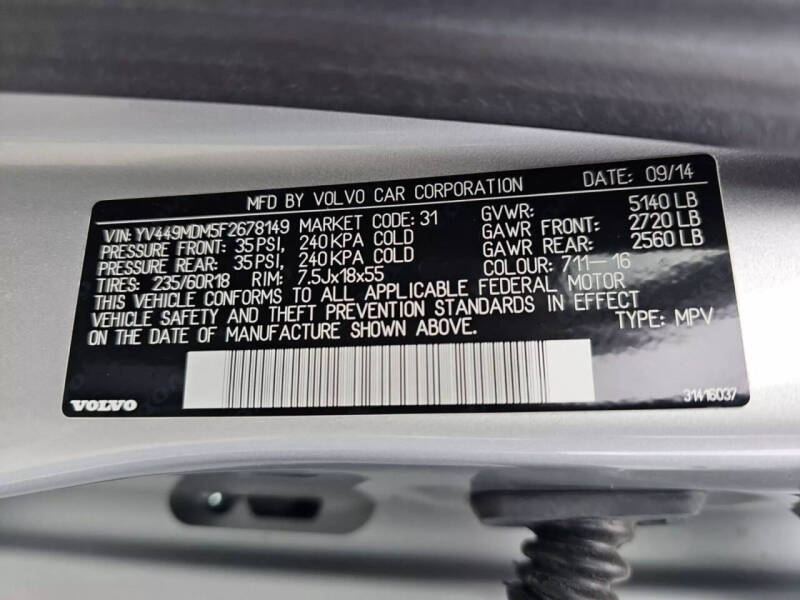 MFD BY VOLVO CAR CORPORATION DATE: 09/14
VIN: YV449MDM5F2678149 MARKET CODE: 31 GVWR: 5140 LB
PRESSURE FRONT: 35 PSI, 240 KPA COLD GAWR FRONT: 2720 LB
PRESSURE REAR: 35 PSI, 240 KPA COLD GAWR REAR: 2560 LB
TIRES: 235/60R18 RIM: 7.5Jx18x55 COLOUR: 711-16
THIS VEHICLE CONFORMS TO ALL APPLICABLE FEDERAL MOTOR
VEHICLE SAFETY AND THEFT PREVENTION STANDARDS IN EFFECT
ON THE DATE OF MANUFACTURE SHOWN ABOVE. TYPE: MPV
VOLVO 31416037